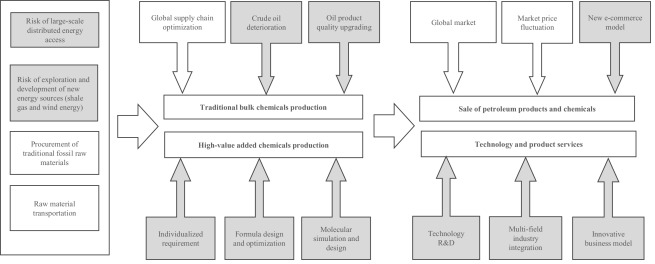 Risk of large-scale
distributed energy
access
Risk of exploration and
development of new
energy sources (shale
gas and wind energy)
Procurement of
traditional fossil raw
materials
Raw material
transportation
Global supply chain
optimization
Crude oil
deterioration
Oil product
quality upgrading
Traditional bulk chemicals production
High-value added chemicals production
Individualized
requirement
Formula design
and optimization
Molecular
simulation and
design
Global market
Market price
fluctuation
New e-commerce
model
Sale of petroleum products and chemicals
Technology and product services
Technology
R&D
Multi-field
industry
integration
Innovative
business model